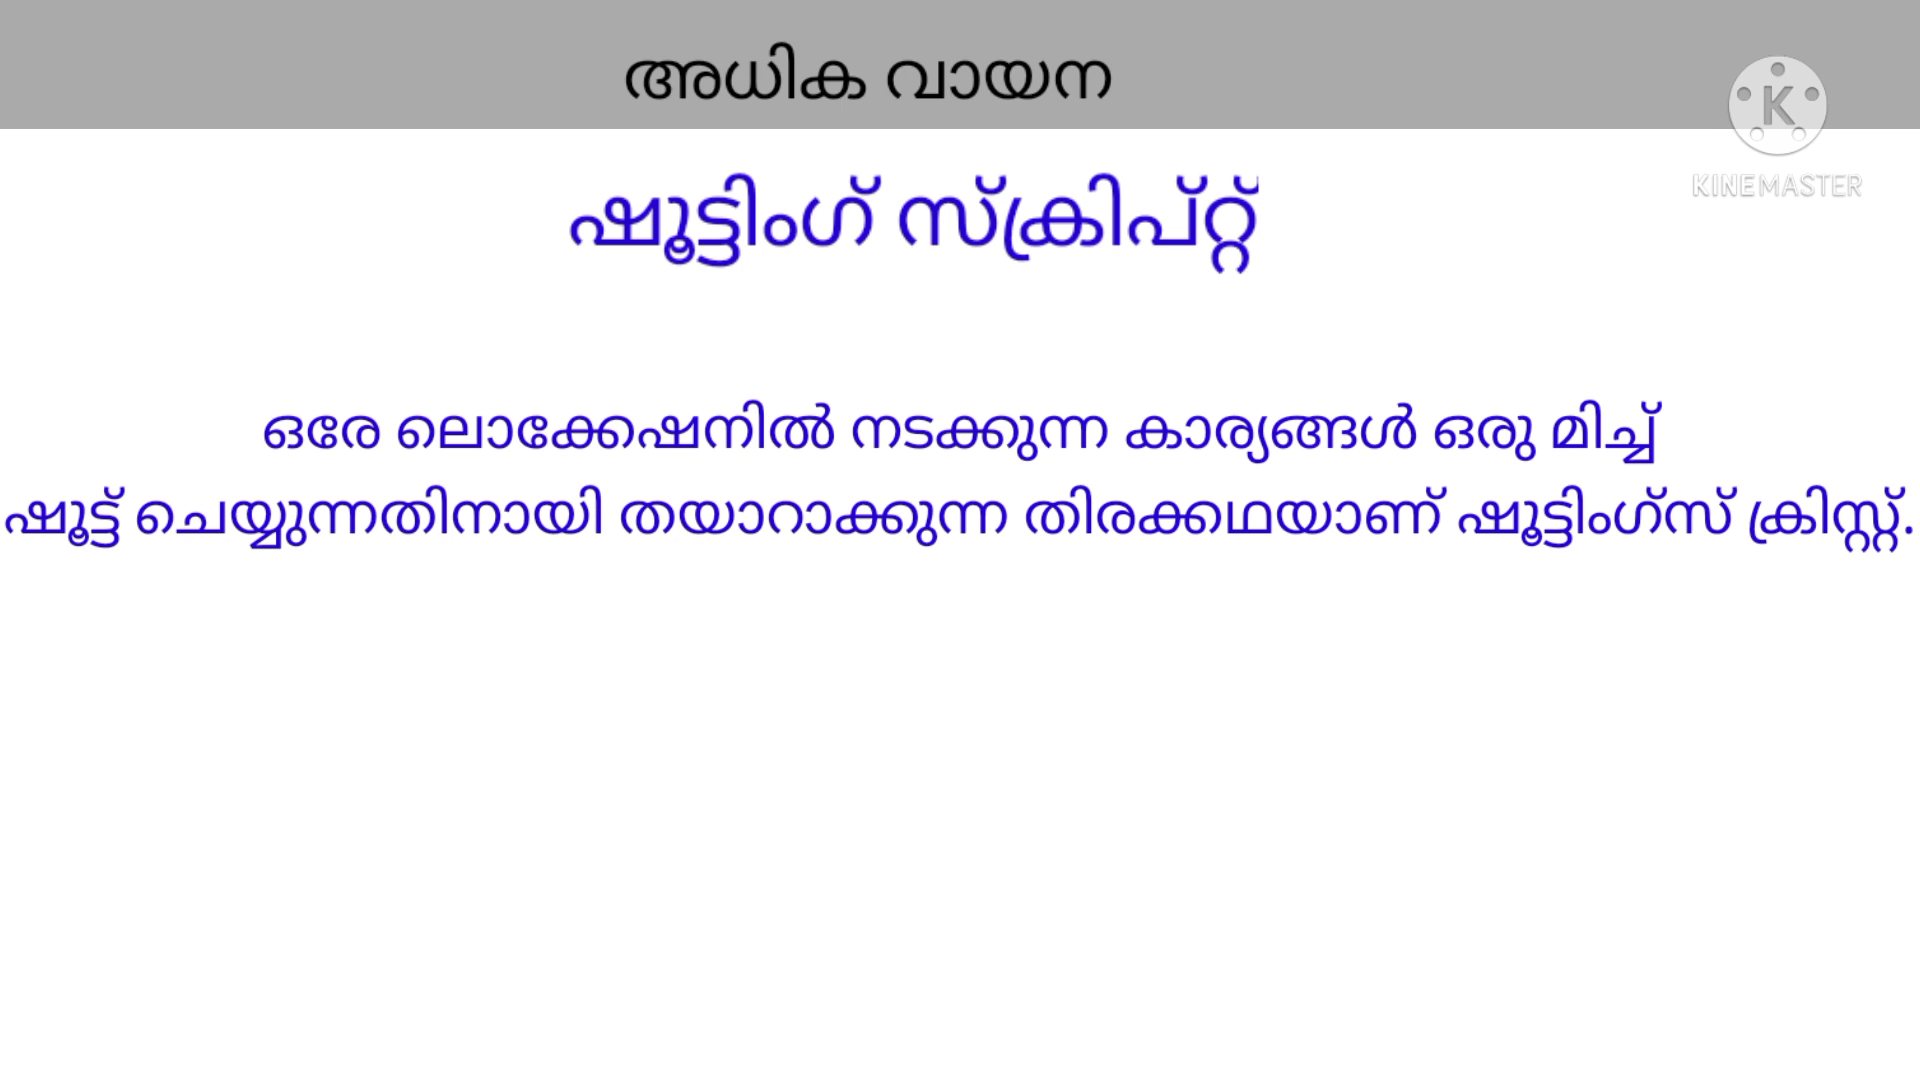 അധിക വായന
KINEMASTER
ഷൂട്ടിംഗ് സ്ക്രിപ്റ്റ്
ഒരേ ലൊക്കേഷനിൽ നടക്കുന്ന കാര്യങ്ങൾ ഒരു മിച്ച്
ഷൂട്ട് ചെയ്യുന്നതിനായി തയാറാക്കുന്ന തിരക്കഥയാണ് ഷൂട്ടിംഗ്സ് ക്രിസ്റ്റ്.